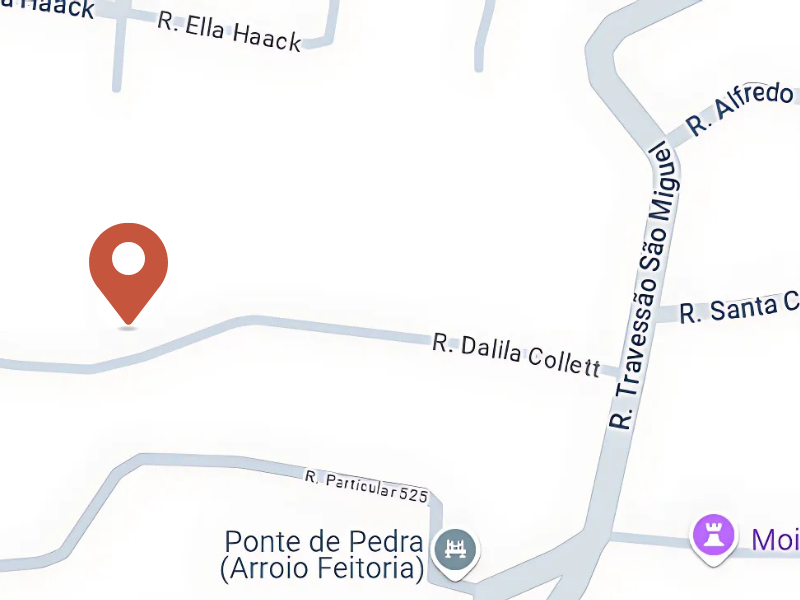 Haack
R. Ella Haack
R. Alfredo
R. Travessão São Miguel
R. Santa C
R. Dalila Collett
R. Particular 525
Ponte de Pedra
(Arroio Feitoria)
Moi